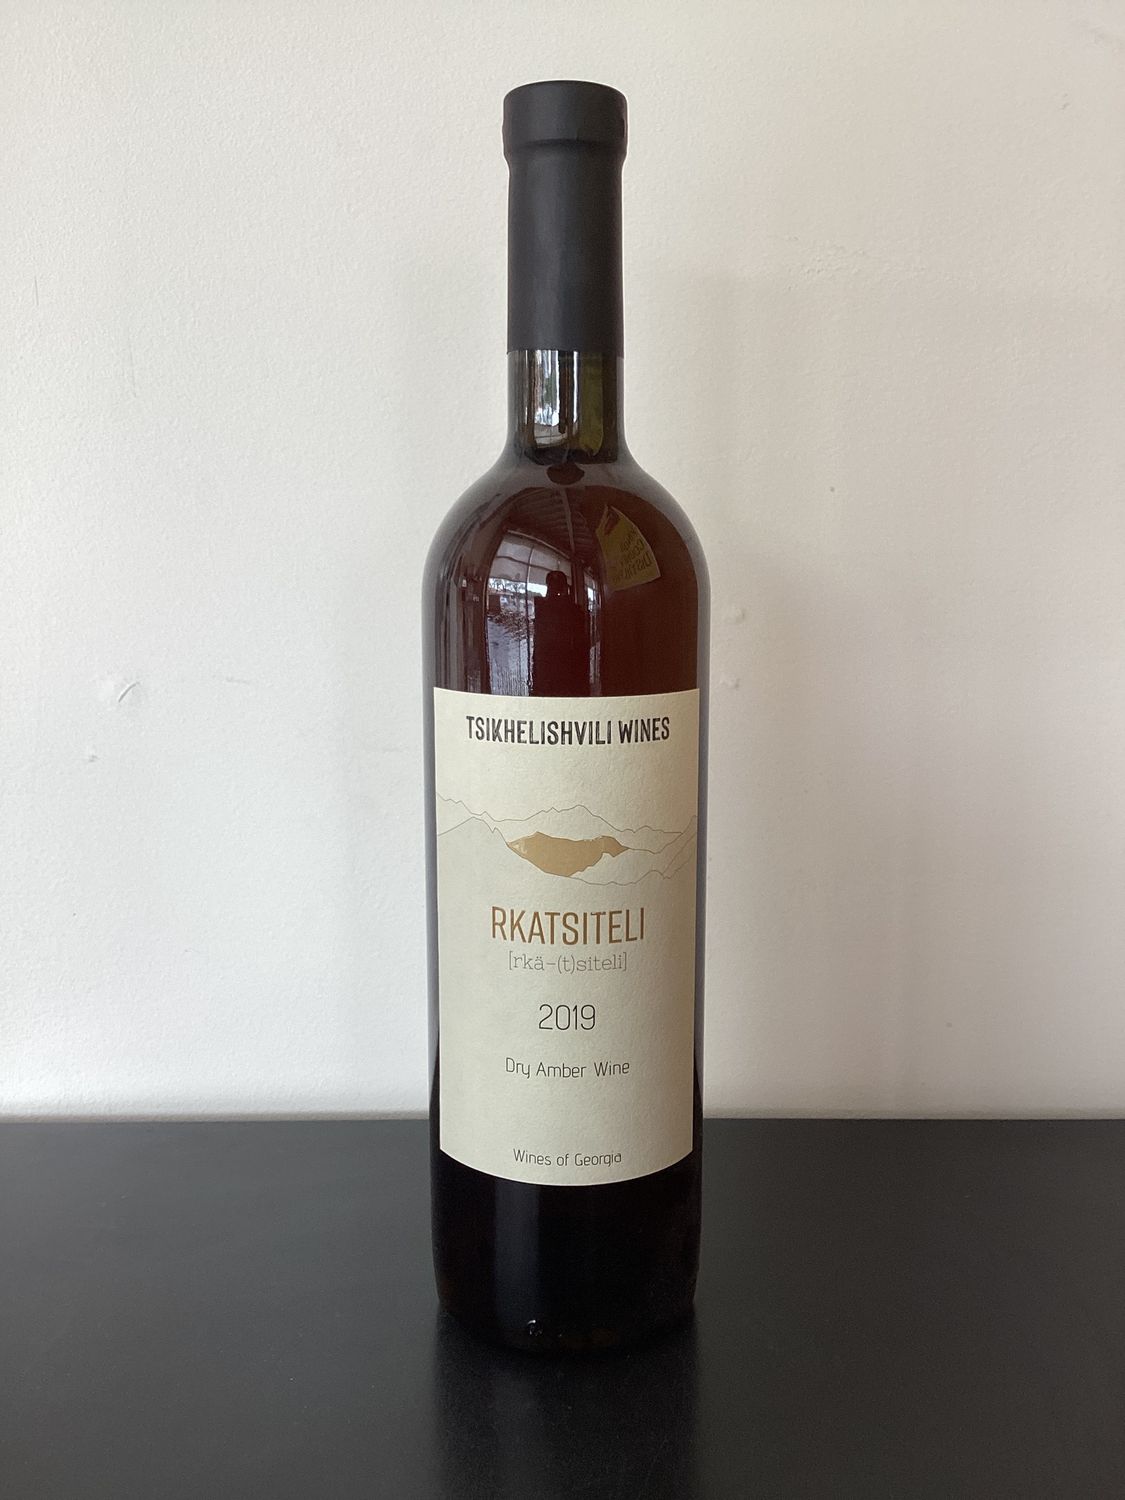 TSIKHELISHVILI WINES
RKATSITELI
[rkä-(t)siteli]
2019
Dry Amber Wine
Wines of Georgia